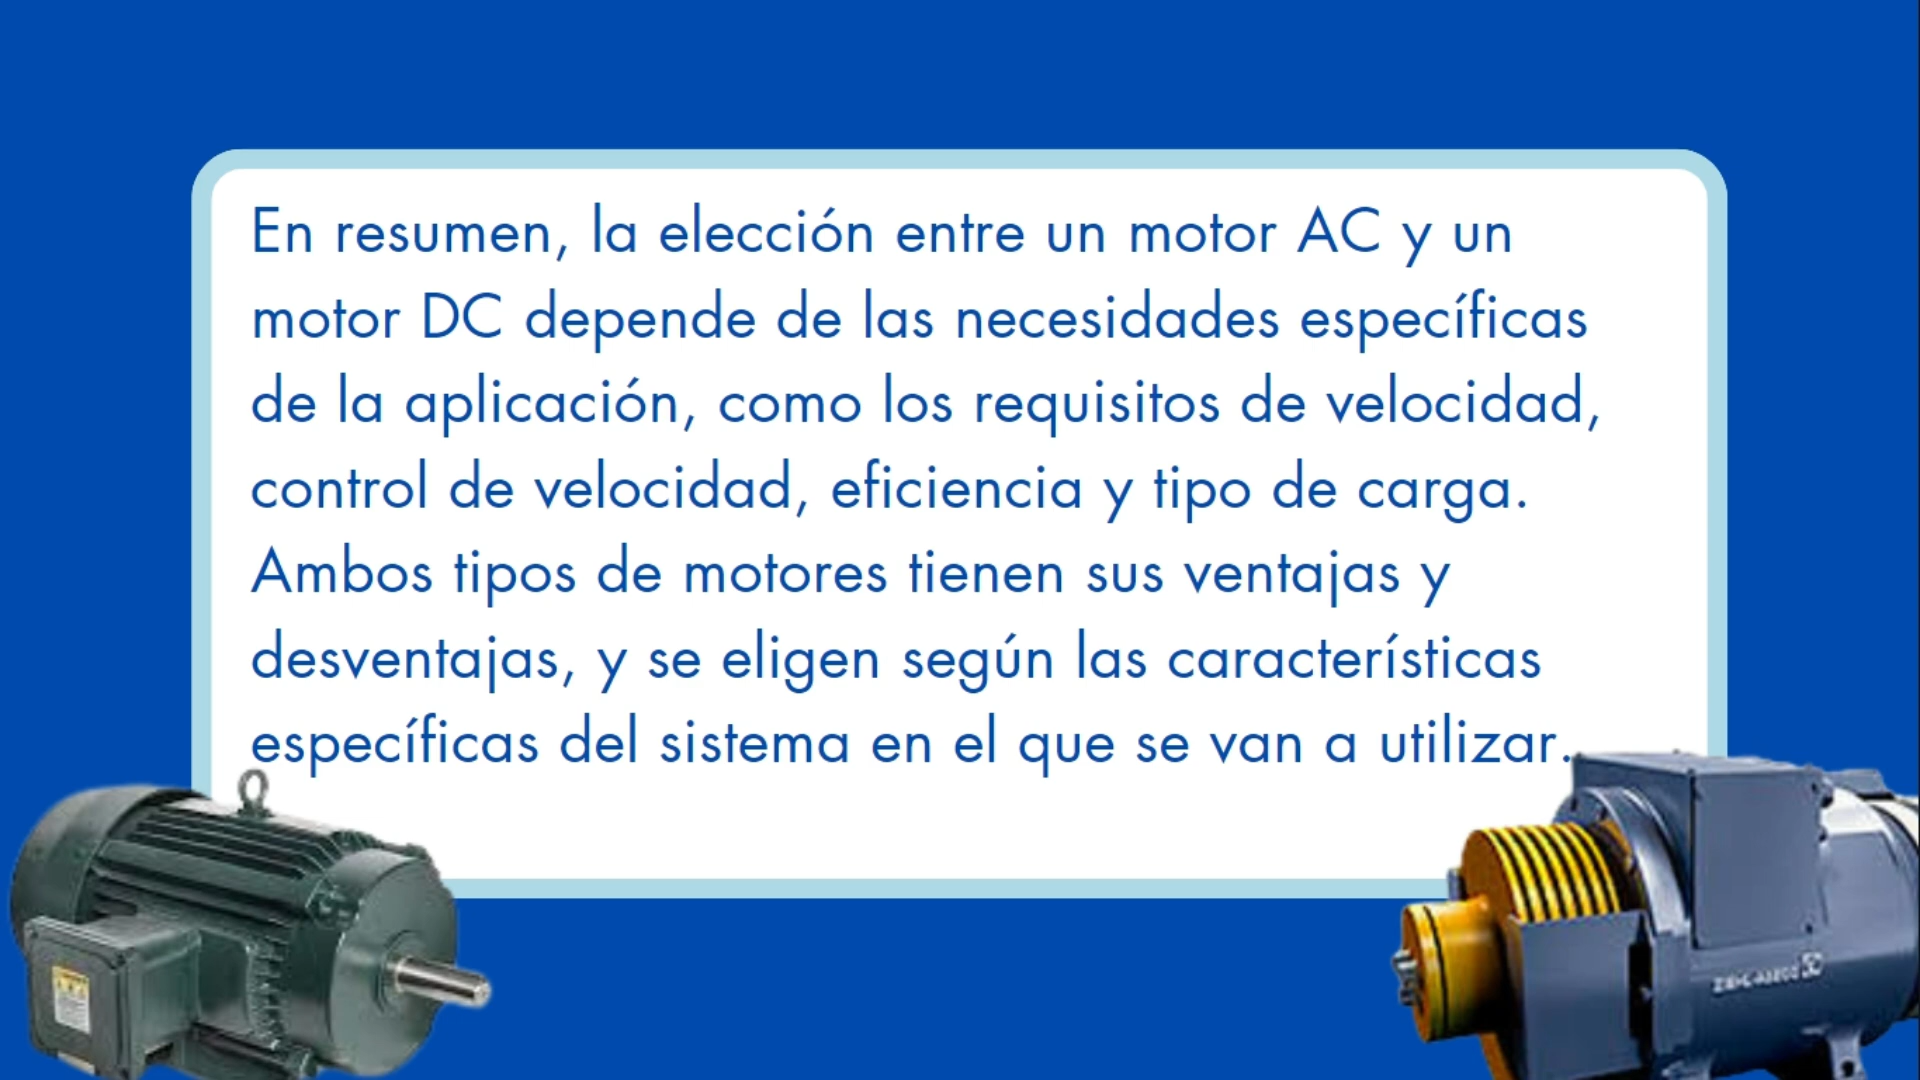 En resumen, la elección entre un motor AC y un
motor DC depende de las necesidades específicas
de la aplicación, como los requisitos de velocidad,
control de velocidad, eficiencia y tipo de carga.
Ambos tipos de motores tienen sus ventajas y
desventajas, y se eligen según las características
específicas del sistema en el que se van a utilizar.